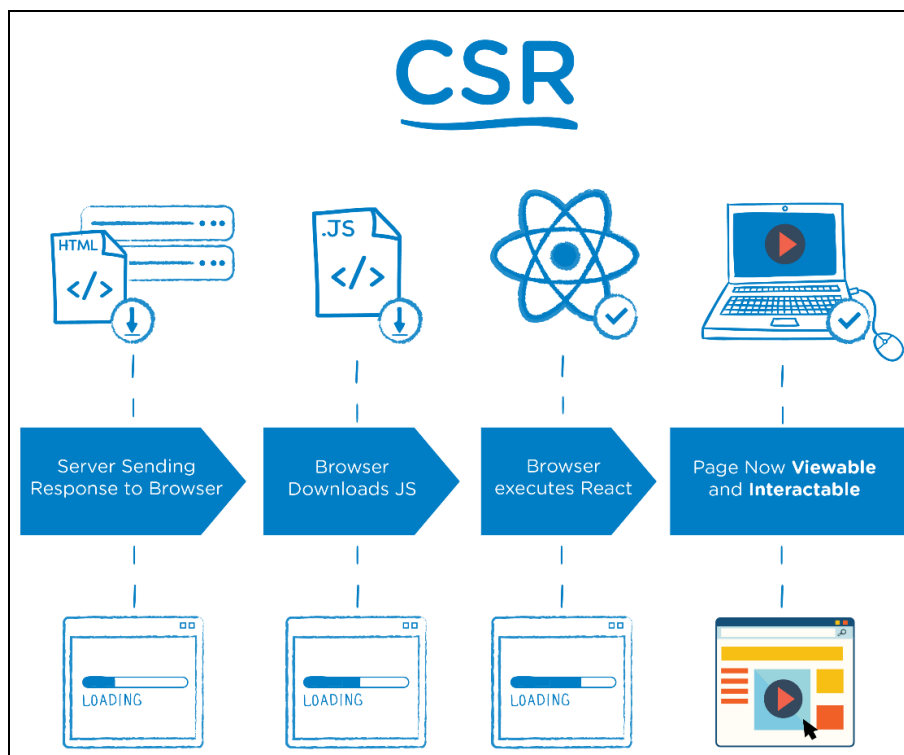 CSR
HTML
</>
.JS
</>
Server Sending
Response to Browser
Browser
Downloads JS
Browser
executes React
Page Now Viewable
and Interactable
LOADING
LOADING
LOADING